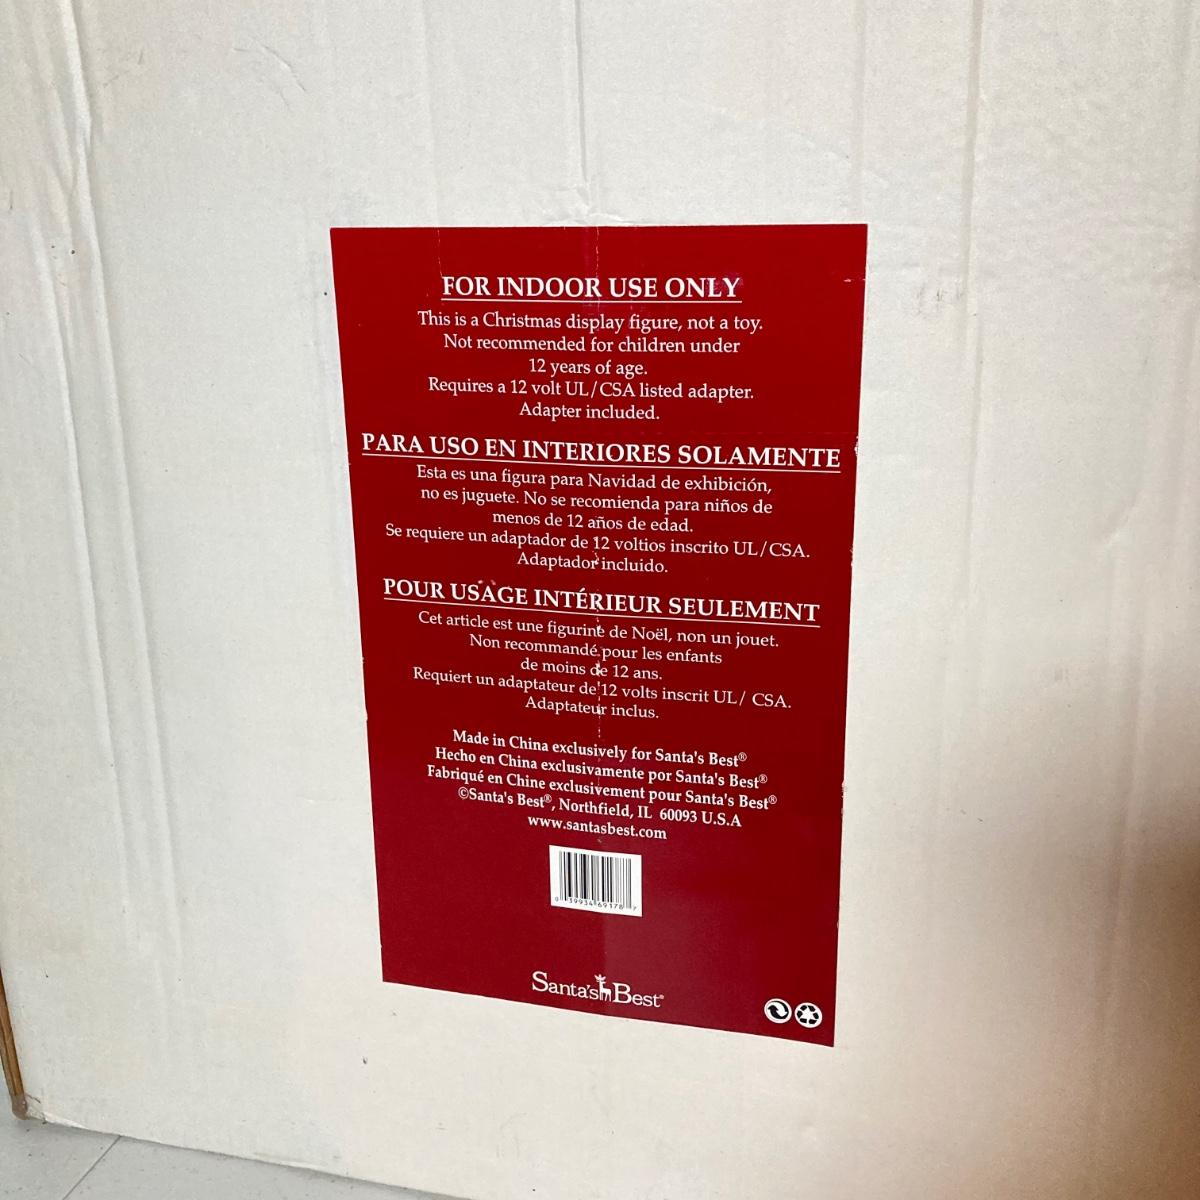 FOR INDOOR USE ONLY
This is a Christmas display figure, not a toy.
Not recommended for children under
12 years of age.
Requires a 12 volt UL/CSA listed adapter.
Adapter included.
PARA USO EN INTERIORES SOLAMENTE
Esta es una figura para Navidad de exhibición,
no es juguete. No se recomienda para niños de
menos de 12 años de edad.
Se requiere un adaptador de 12 voltios inscrito UL/CSA.
Adaptador incluido.
POUR USAGE INTÉRIEUR SEULEMENT
Cet article est une figurine de Noël, non un jouet.
Non recommandé pour les enfants
de moins de 12 ans.
Requiert un adaptateur de 12 volts inscrit UL/ CSA.
Adaptateur inclus.
Made in China exclusively for Santa's Best®
Hecho en China exclusivamente por Santa's Best®
Fabriqué en Chine exclusivement pour Santa's Best®
©Santa's Best®, Northfield, IL 60093 U.S.A
www.santasbest.com
0 39934 69178 7
Santa's Best®